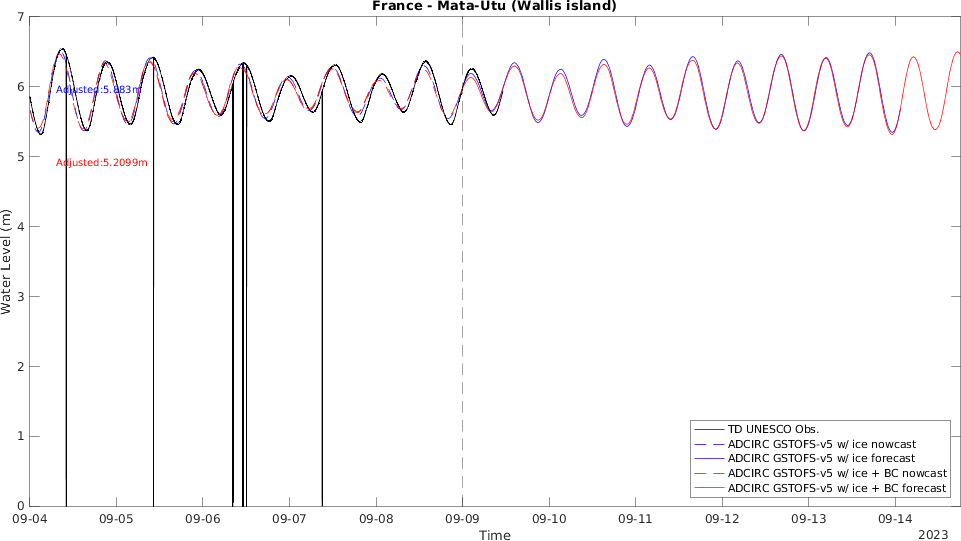 France - Mata-Utu (Wallis island)
7
6
5
4
3
2
1
0
Water Level (m)
Adjusted:5.883m
Adjusted:5.2099m
TD UNESCO Obs.
ADCIRC GSTOFS-v5 w/ ice nowcast
ADCIRC GSTOFS-v5 w/ ice forecast
ADCIRC GSTOFS-v5 w/ ice + BC nowcast
ADCIRC GSTOFS-v5 w/ ice + BC forecast
09-04 09-05 09-06 09-07 09-08 09-09 09-10 09-11 09-12 09-13 09-14
Time
2023